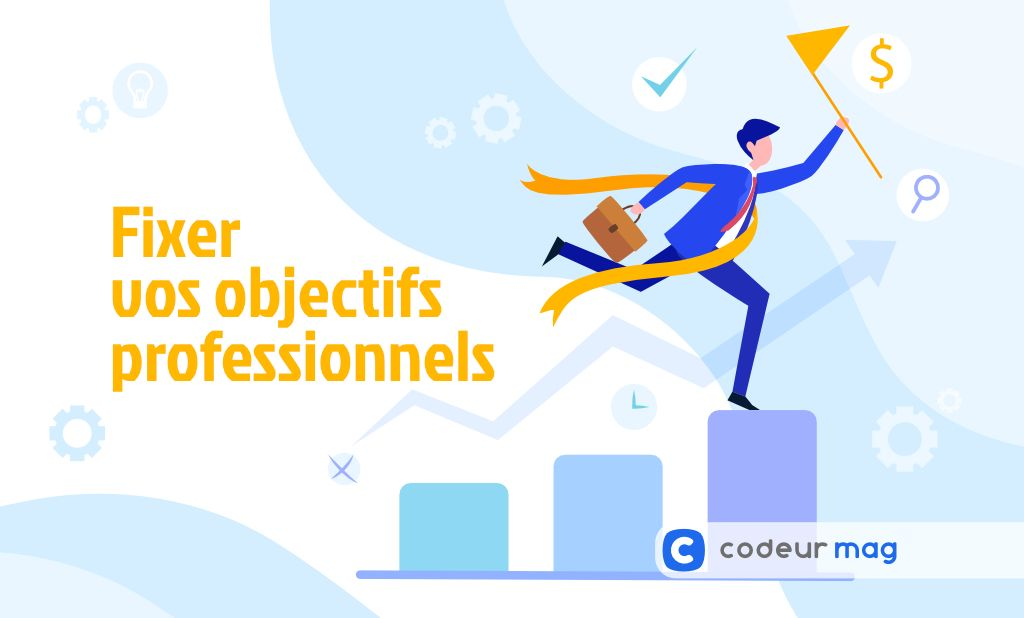 Fixer
vos objectifs
professionnels
$
C codeur mag